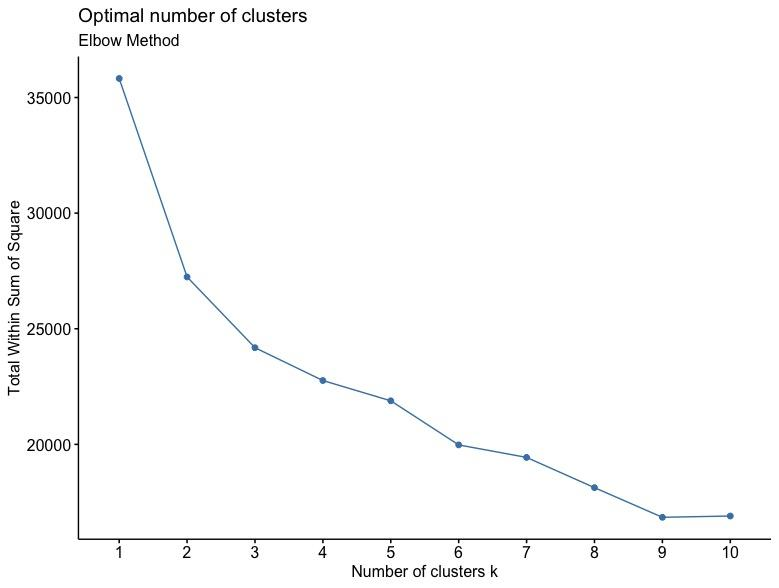 Optimal number of clusters
Elbow Method
Total Within Sum of Square
35000
30000
25000
20000
1 2 3 4 5 6 7 8 9 10
Number of clusters k